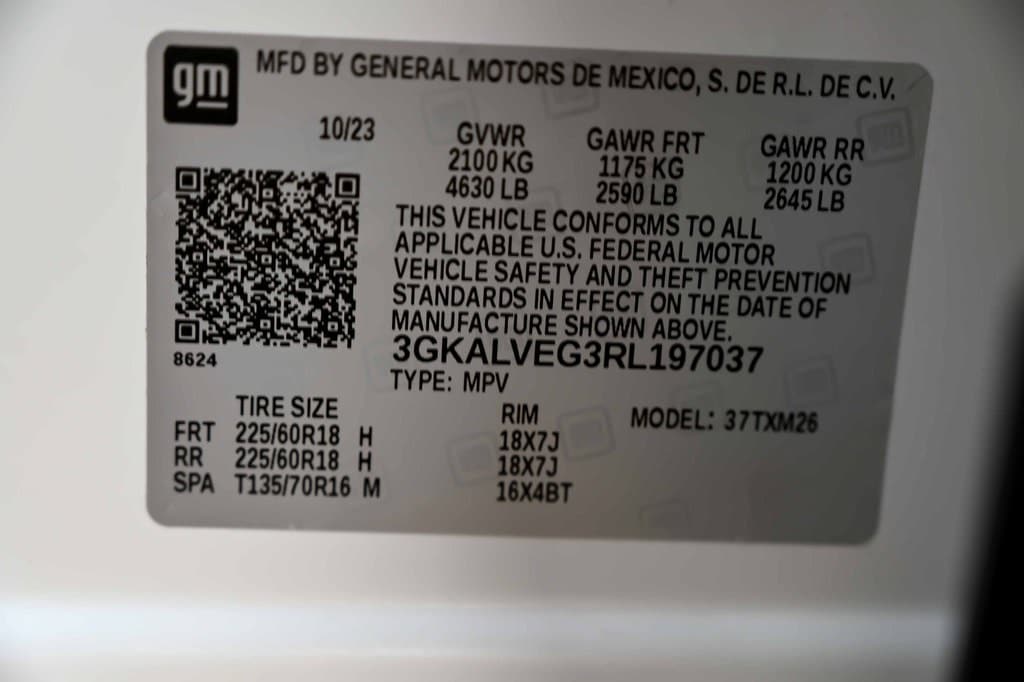 gm MFD BY GENERAL MOTORS DE MEXICO, S. DE R.L. DE C.V.
10/23 GVWR GAWR FRT GAWR RR
2100 KG 1175 KG 1200 KG
4630 LB 2590 LB 2645 LB
THIS VEHICLE CONFORMS TO ALL
APPLICABLE U.S. FEDERAL MOTOR
VEHICLE SAFETY AND THEFT PREVENTION
STANDARDS IN EFFECT ON THE DATE OF
MANUFACTURE SHOWN ABOVE.
8624 3GKALVEG3RL197037
TYPE: MPV
TIRE SIZE RIM MODEL: 37TXM26
FRT 225/60R18 H 18X7J
RR 225/60R18 H 18X7J
SPA T135/70R16 M 16X4BT